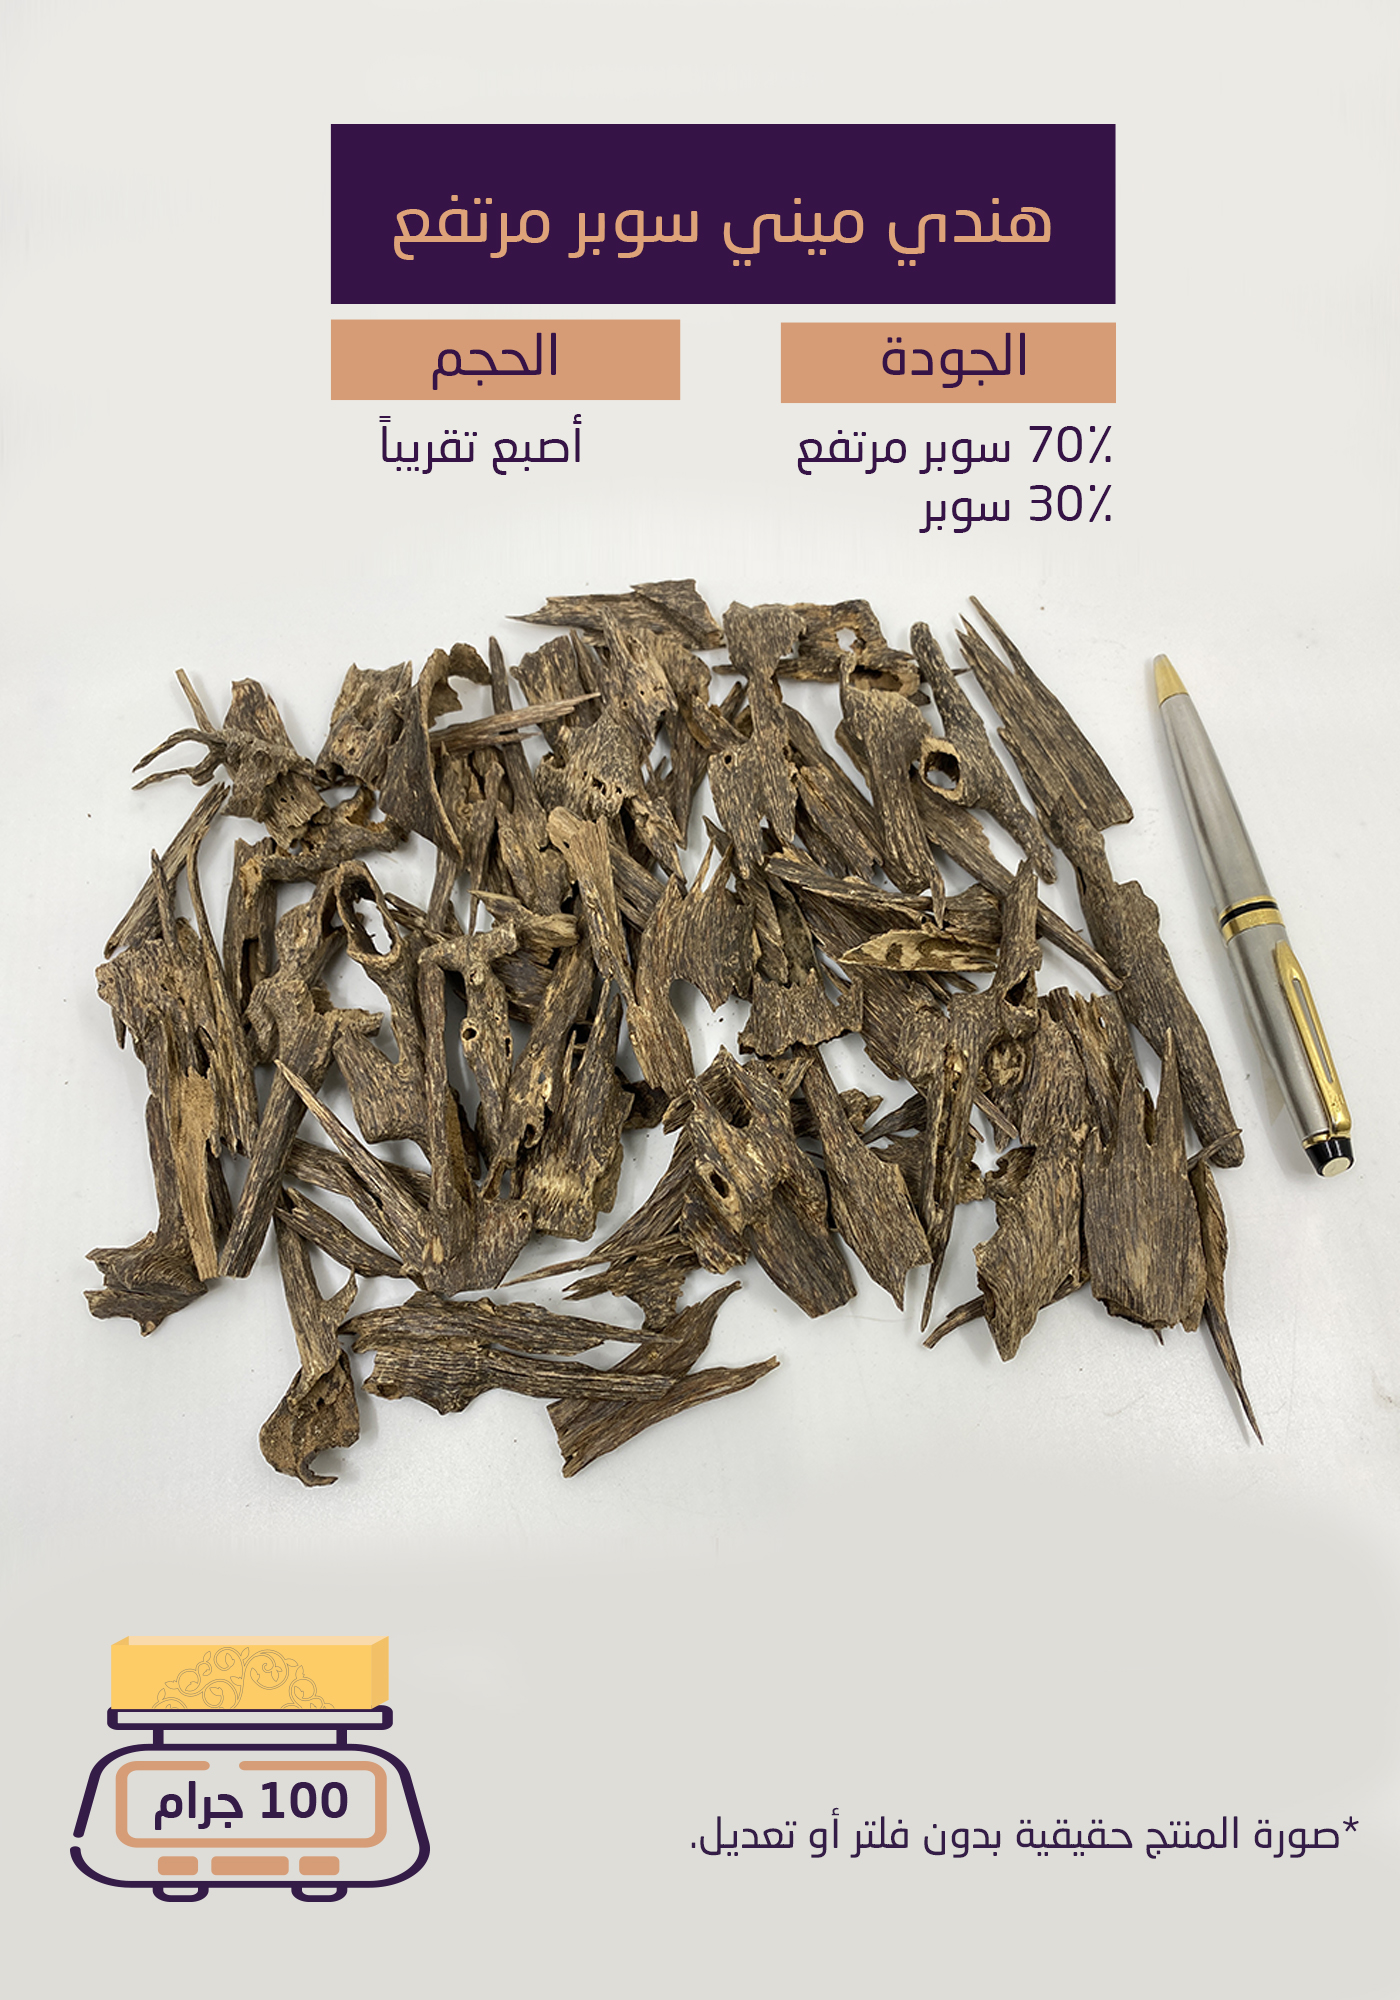 هندي ميني سوبر مرتفع
الجودة
70٪ سوبر مرتفع
30٪ سوبر
الحجم
أصبع تقريباً
100 جرام
*صورة المنتج حقيقية بدون فلتر أو تعديل.